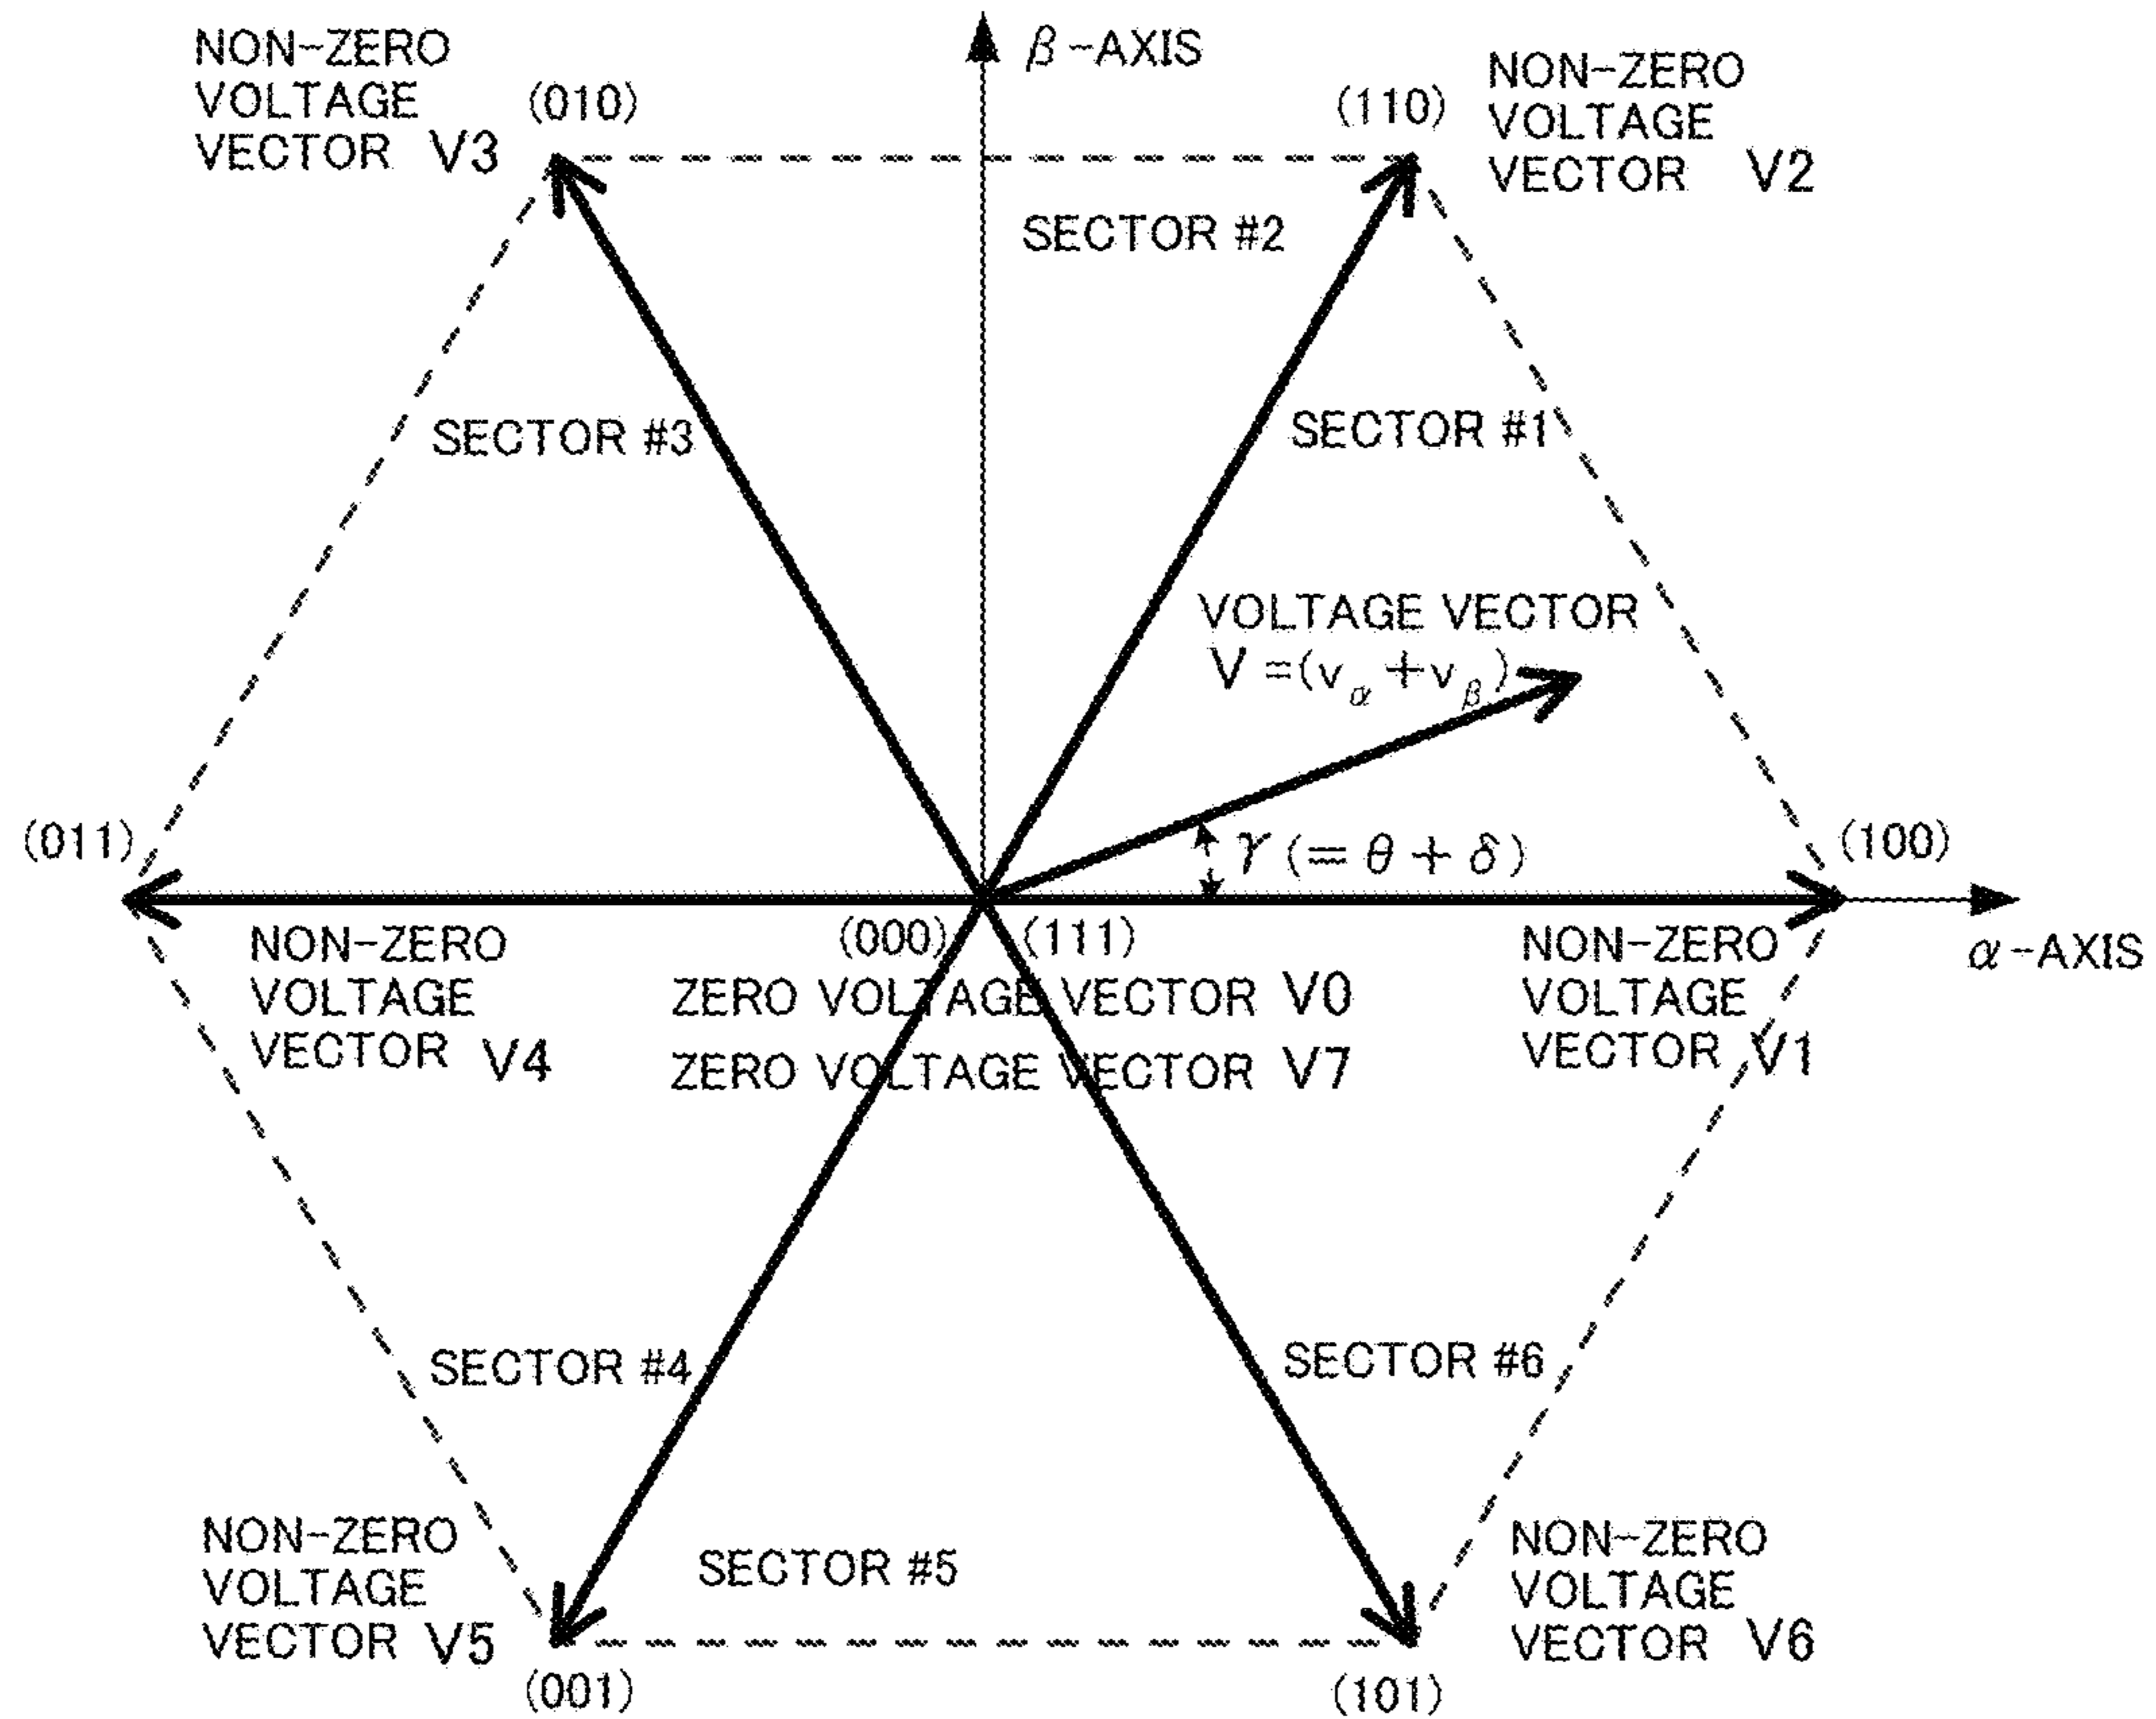 NON-ZERO
VOLTAGE
VECTOR V3
(010)
β-AXIS
(110)
NON-ZERO
VOLTAGE
VECTOR V2
SECTOR #2
SECTOR #3
SECTOR #1
VOLTAGE VECTOR
V=(vα+vβ)
(011)
γ(=θ+δ)
(100)
(000)
(111)
α-AXIS
NON-ZERO
VOLTAGE
VECTOR V4
ZERO VOLTAGE VECTOR V0
ZERO VOLTAGE VECTOR V7
NON-ZERO
VOLTAGE
VECTOR V1
SECTOR #4
SECTOR #6
NON-ZERO
VOLTAGE
VECTOR V5
SECTOR #5
NON-ZERO
VOLTAGE
VECTOR V6
(001)
(101)